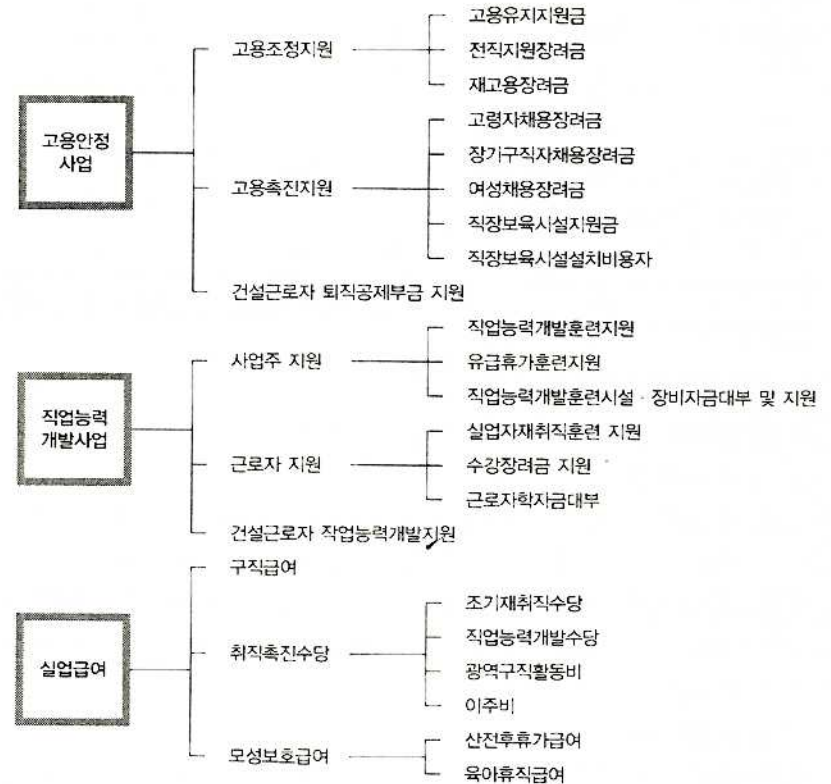 고용안정
사업
고용조정지원
고용유지지원금
전직지원장려금
재고용장려금
고용촉진지원
고령자채용장려금
장기구직자채용장려금
여성채용장려금
직장보육시설지원금
직장보육시설설치비용자
건설근로자 퇴직공제부금 지원
직업능력
개발사업
사업주 지원
직업능력개발훈련지원
유급휴가훈련지원
직업능력개발훈련시설 · 장비자금대부 및 지원
근로자 지원
실업자재취직훈련 지원
수강장려금 지원
근로자학자금대부
건설근로자 작업능력개발지원
실업급여
구직급여
취직촉진수당
조기재취직수당
직업능력개발수당
광역구직활동비
이주비
모성보호급여
산전후휴가급여
육아휴직급여